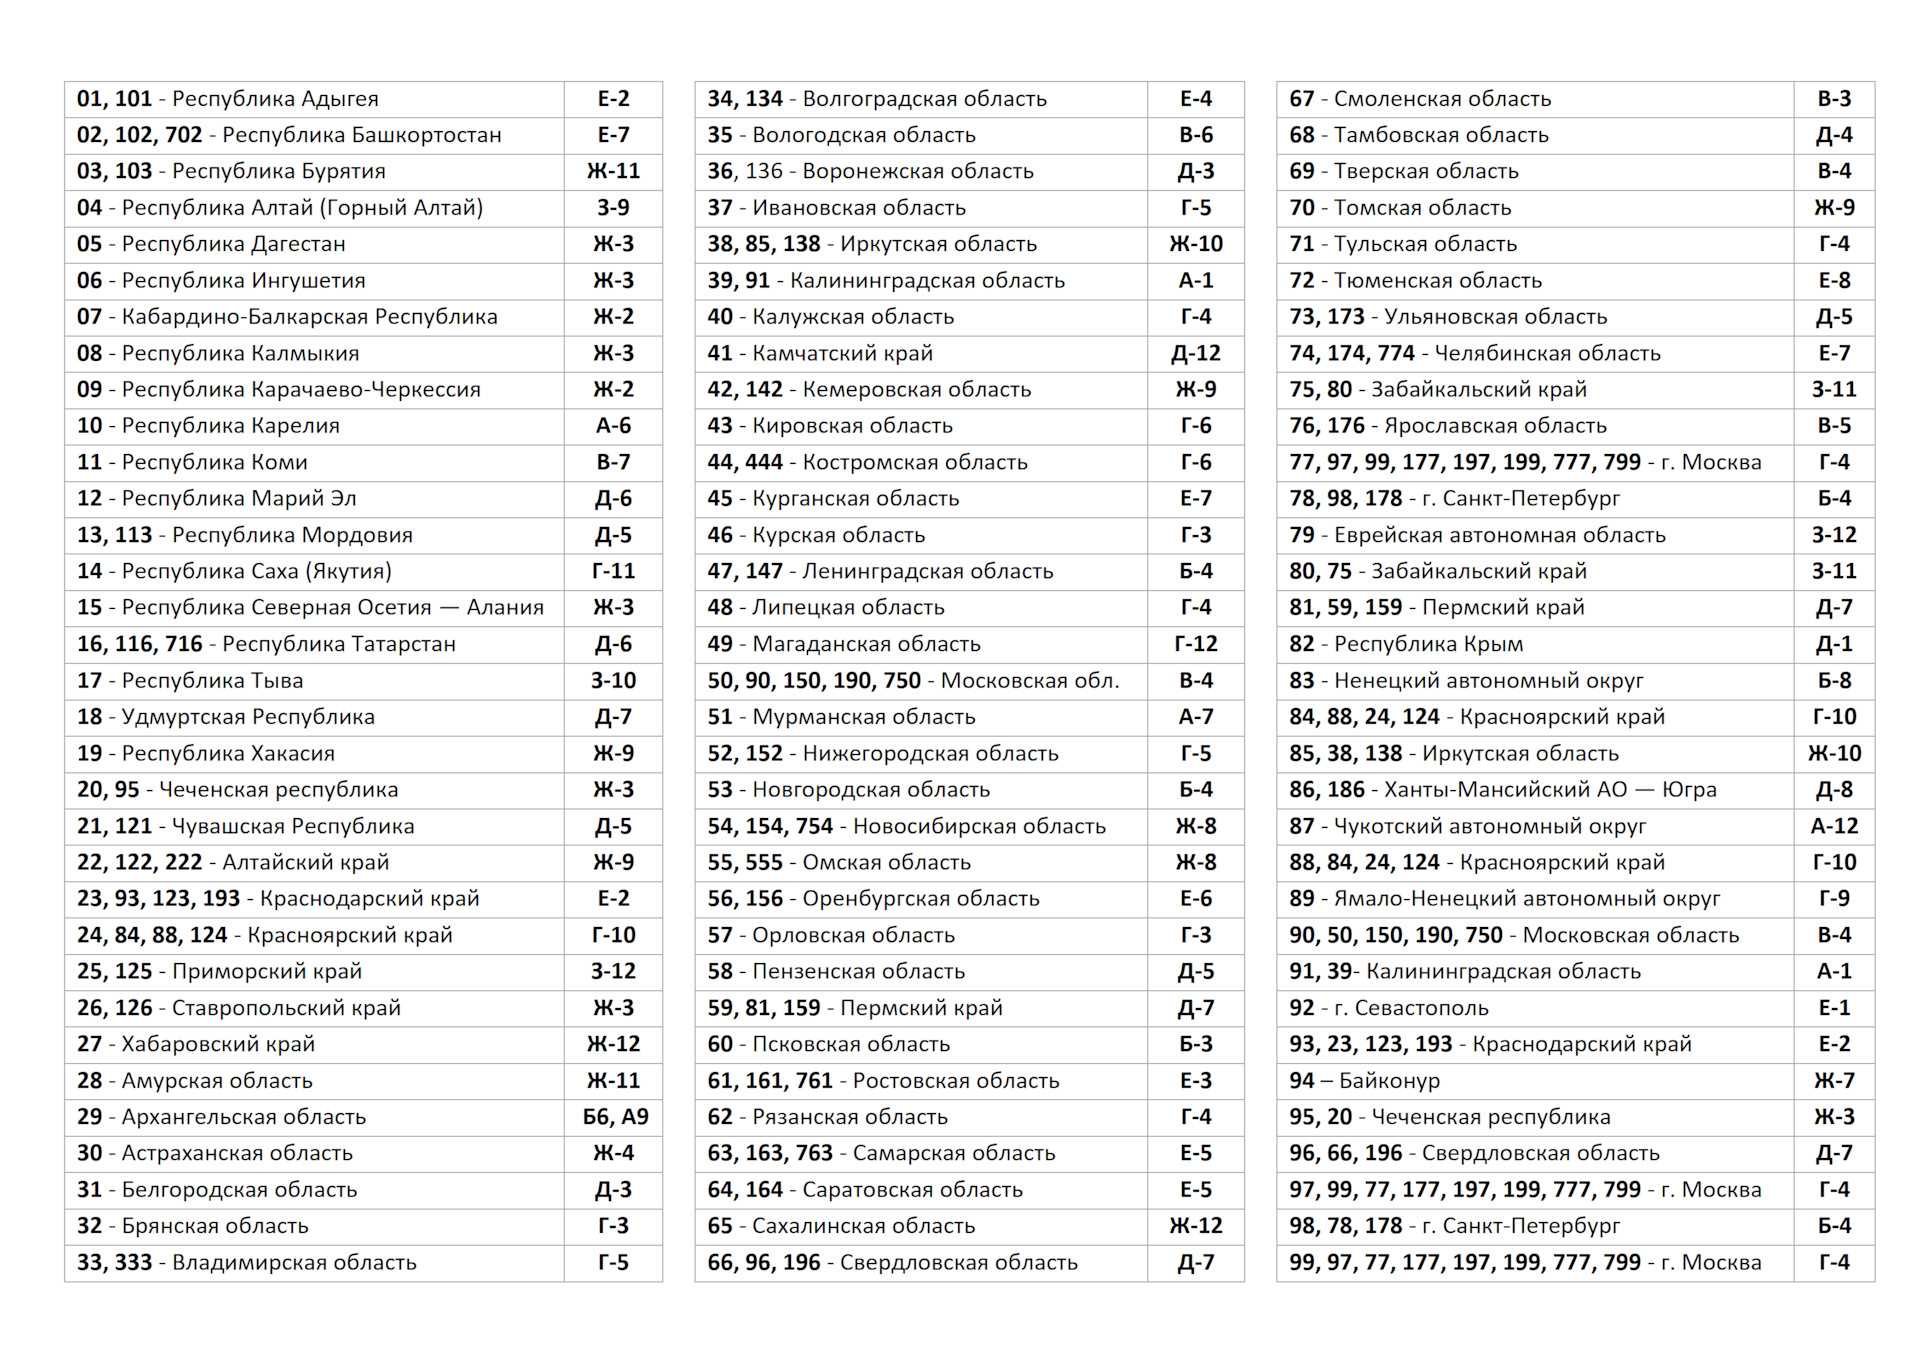 01, 101 - Республика Адыгея Е-2
02, 102, 702 - Республика Башкортостан Е-7
03, 103 - Республика Бурятия Ж-11
04 - Республика Алтай (Горный Алтай) З-9
05 - Республика Дагестан Ж-3
06 - Республика Ингушетия Ж-3
07 - Кабардино-Балкарская Республика Ж-2
08 - Республика Калмыкия Ж-3
09 - Республика Карачаево-Черкессия Ж-2
10 - Республика Карелия А-6
11 - Республика Коми В-7
12 - Республика Марий Эл Д-6
13, 113 - Республика Мордовия Д-5
14 - Республика Саха (Якутия) Г-11
15 - Республика Северная Осетия — Алания Ж-3
16, 116, 716 - Республика Татарстан Д-6
17 - Республика Тыва З-10
18 - Удмуртская Республика Д-7
19 - Республика Хакасия Ж-9
20, 95 - Чеченская республика Ж-3
21, 121 - Чувашская Республика Д-5
22, 122, 222 - Алтайский край Ж-9
23, 93, 123, 193 - Краснодарский край Е-2
24, 84, 88, 124 - Красноярский край Г-10
25, 125 - Приморский край З-12
26, 126 - Ставропольский край Ж-3
27 - Хабаровский край Ж-12
28 - Амурская область Ж-11
29 - Архангельская область Б6, А9
30 - Астраханская область Ж-4
31 - Белгородская область Д-3
32 - Брянская область Г-3
33, 333 - Владимирская область Г-5
34, 134 - Волгоградская область Е-4
35 - Вологодская область В-6
36, 136 - Воронежская область Д-3
37 - Ивановская область Г-5
38, 85, 138 - Иркутская область Ж-10
39, 91 - Калининградская область А-1
40 - Калужская область Г-4
41 - Камчатский край Д-12
42, 142 - Кемеровская область Ж-9
43 - Кировская область Г-6
44, 444 - Костромская область Г-6
45 - Курганская область Е-7
46 - Курская область Г-3
47, 147 - Ленинградская область Б-4
48 - Липецкая область Г-4
49 - Магаданская область Г-12
50, 90, 150, 190, 750 - Московская обл. В-4
51 - Мурманская область А-7
52, 152 - Нижегородская область Г-5
53 - Новгородская область Б-4
54, 154, 754 - Новосибирская область Ж-8
55, 555 - Омская область Ж-8
56, 156 - Оренбургская область Е-6
57 - Орловская область Г-3
58 - Пензенская область Д-5
59, 81, 159 - Пермский край Д-7
60 - Псковская область Б-3
61, 161, 761 - Ростовская область Е-3
62 - Рязанская область Г-4
63, 163, 763 - Самарская область Е-5
64, 164 - Саратовская область Е-5
65 - Сахалинская область Ж-12
66, 96, 196 - Свердловская область Д-7
67 - Смоленская область В-3
68 - Тамбовская область Д-4
69 - Тверская область В-4
70 - Томская область Ж-9
71 - Тульская область Г-4
72 - Тюменская область Е-8
73, 173 - Ульяновская область Д-5
74, 174, 774 - Челябинская область Е-7
75, 80 - Забайкальский край З-11
76, 176 - Ярославская область В-5
77, 97, 99, 177, 197, 199, 777, 799 - г. Москва Г-4
78, 98, 178 - г. Санкт-Петербург Б-4
79 - Еврейская автономная область З-12
80, 75 - Забайкальский край З-11
81, 59, 159 - Пермский край Д-7
82 - Республика Крым Д-1
83 - Ненецкий автономный округ Б-8
84, 88, 24, 124 - Красноярский край Г-10
85, 38, 138 - Иркутская область Ж-10
86, 186 - Ханты-Мансийский АО — Югра Д-8
87 - Чукотский автономный округ А-12
88, 84, 24, 124 - Красноярский край Г-10
89 - Ямало-Ненецкий автономный округ Г-9
90, 50, 150, 190, 750 - Московская область В-4
91, 39- Калининградская область А-1
92 - г. Севастополь Е-1
93, 23, 123, 193 - Краснодарский край Е-2
94 – Байконур Ж-7
95, 20 - Чеченская республика Ж-3
96, 66, 196 - Свердловская область Д-7
97, 99, 77, 177, 197, 199, 777, 799 - г. Москва Г-4
98, 78, 178 - г. Санкт-Петербург Б-4
99, 97, 77, 177, 197, 199, 777, 799 - г. Москва Г-4